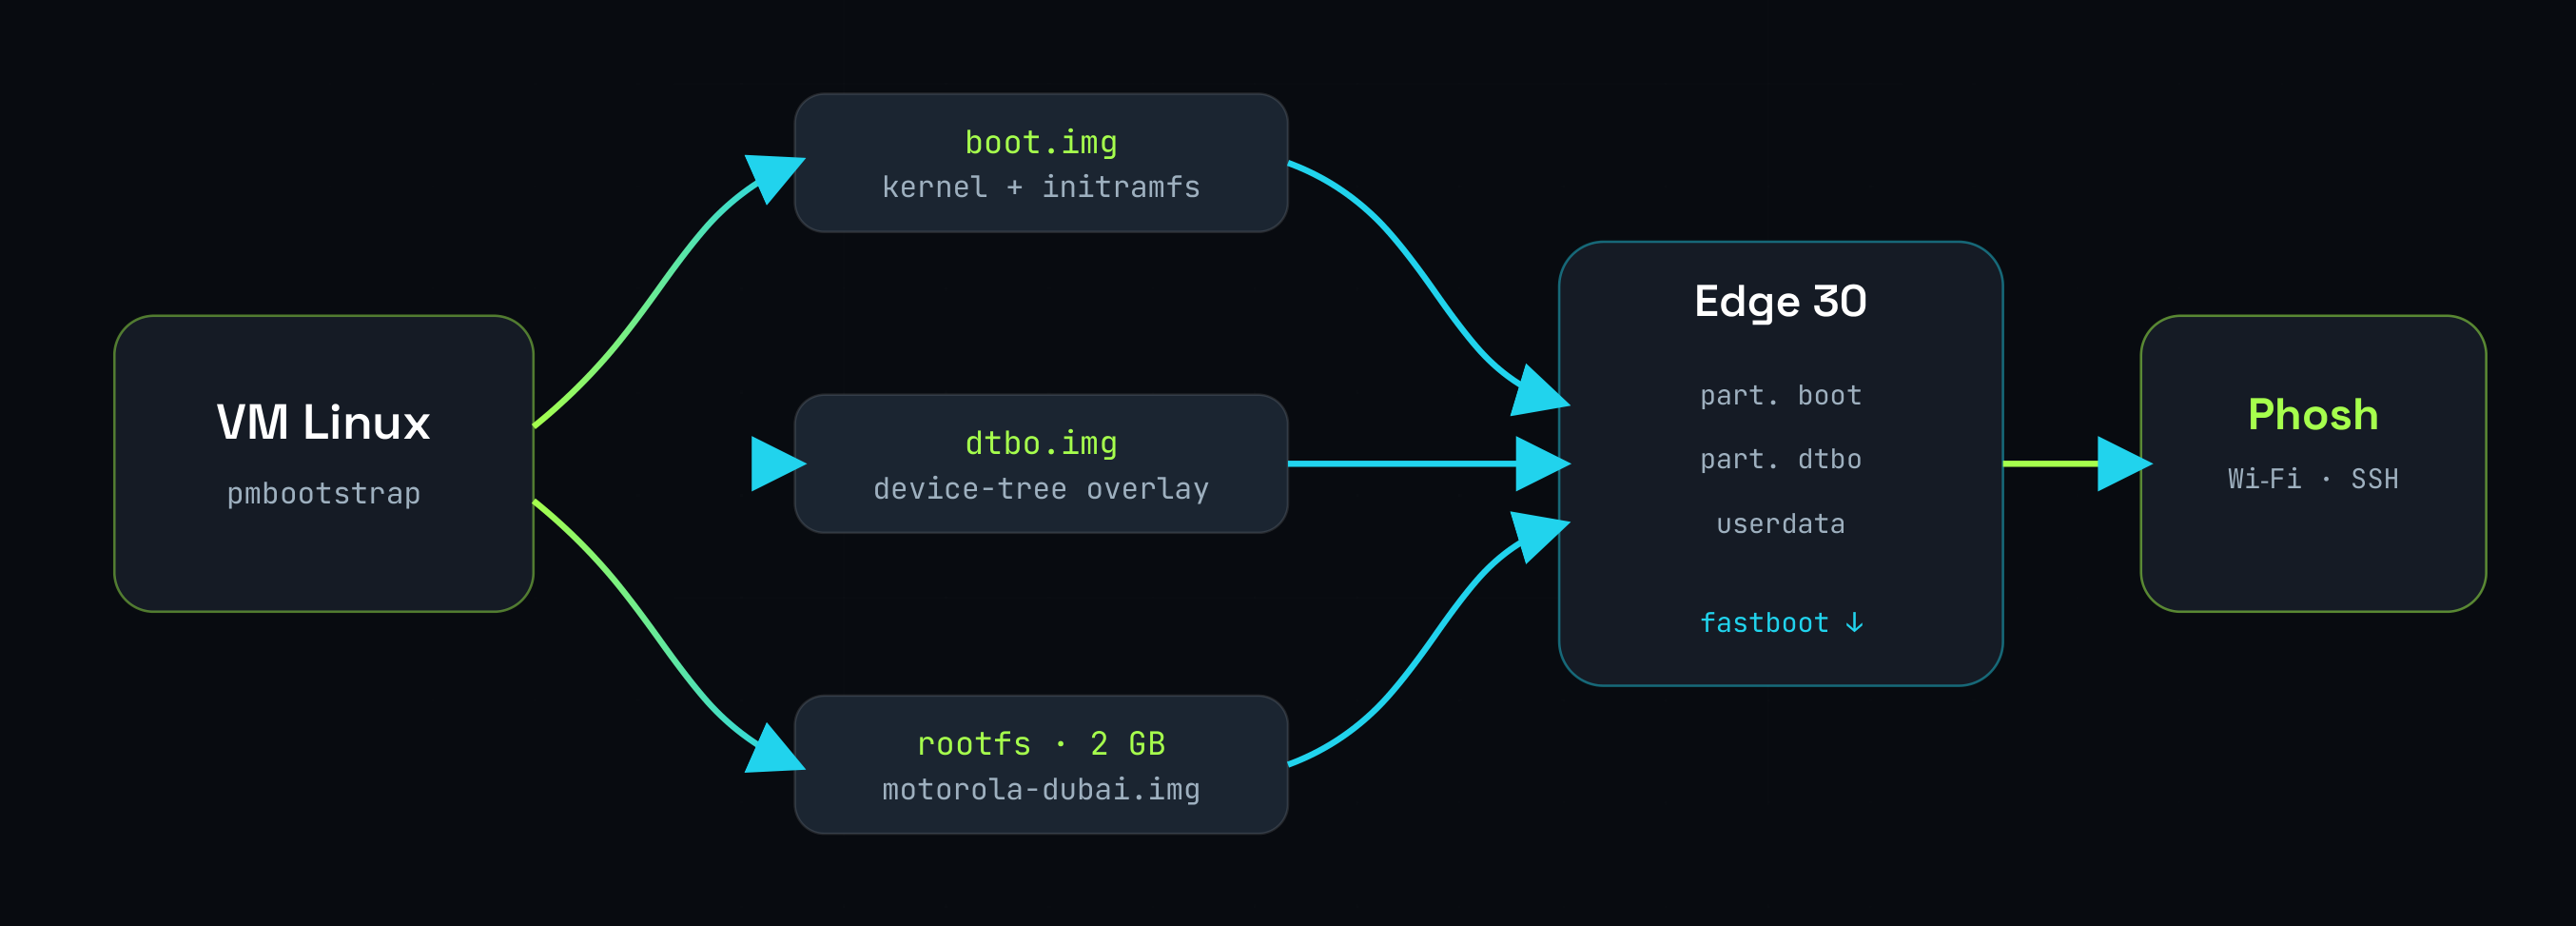 VM Linux
pmbootstrap
boot.img
kernel + initramfs
dtbo.img
device-tree overlay
rootfs · 2 GB
motorola-dubai.img
Edge 30
part. boot
part. dtbo
userdata
fastboot ↓
Phosh
Wi-Fi · SSH